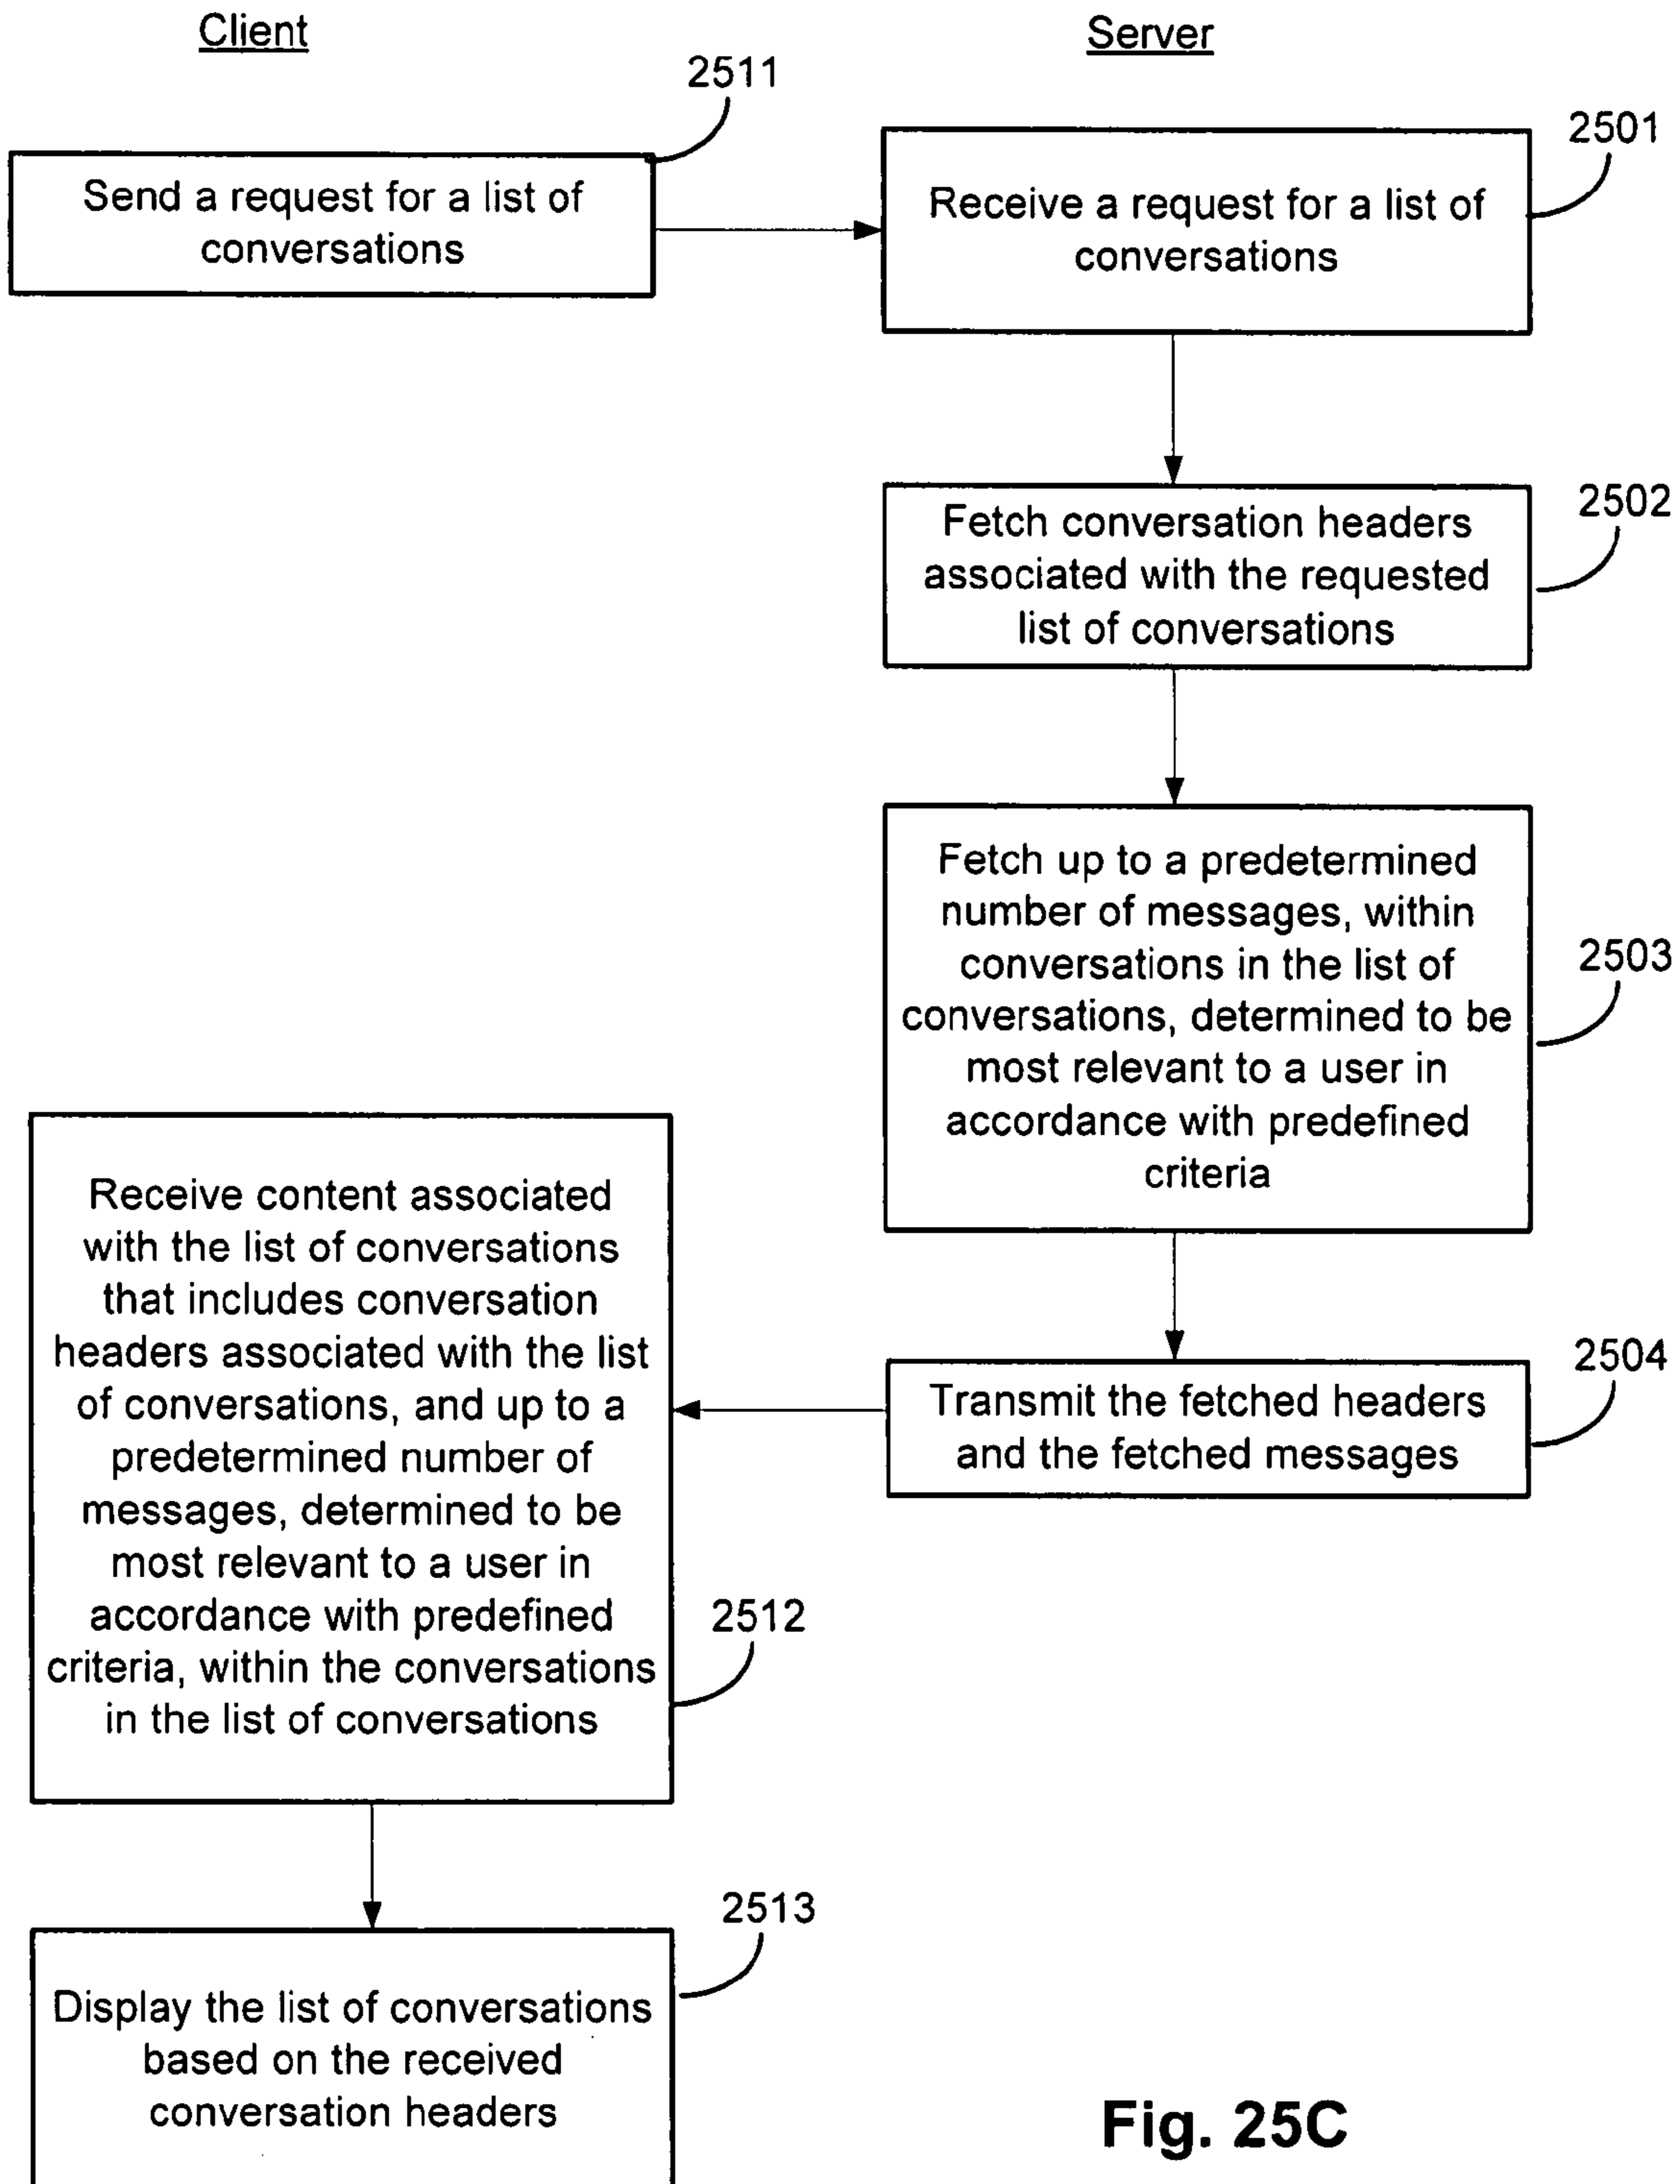 Client
Server
2511
2501
Send a request for a list of
conversations
Receive a request for a list of
conversations
2502
Fetch conversation headers
associated with the requested
list of conversations
2503
Fetch up to a predetermined
number of messages, within
conversations in the list of
conversations, determined to be
most relevant to a user in
accordance with predefined
criteria
2504
Transmit the fetched headers
and the fetched messages
Receive content associated
with the list of conversations
that includes conversation
headers associated with the list
of conversations, and up to a
predetermined number of
messages, determined to be
most relevant to a user in
accordance with predefined
criteria, within the conversations
in the list of conversations
2512
2513
Display the list of conversations
based on the received
conversation headers
Fig. 25C